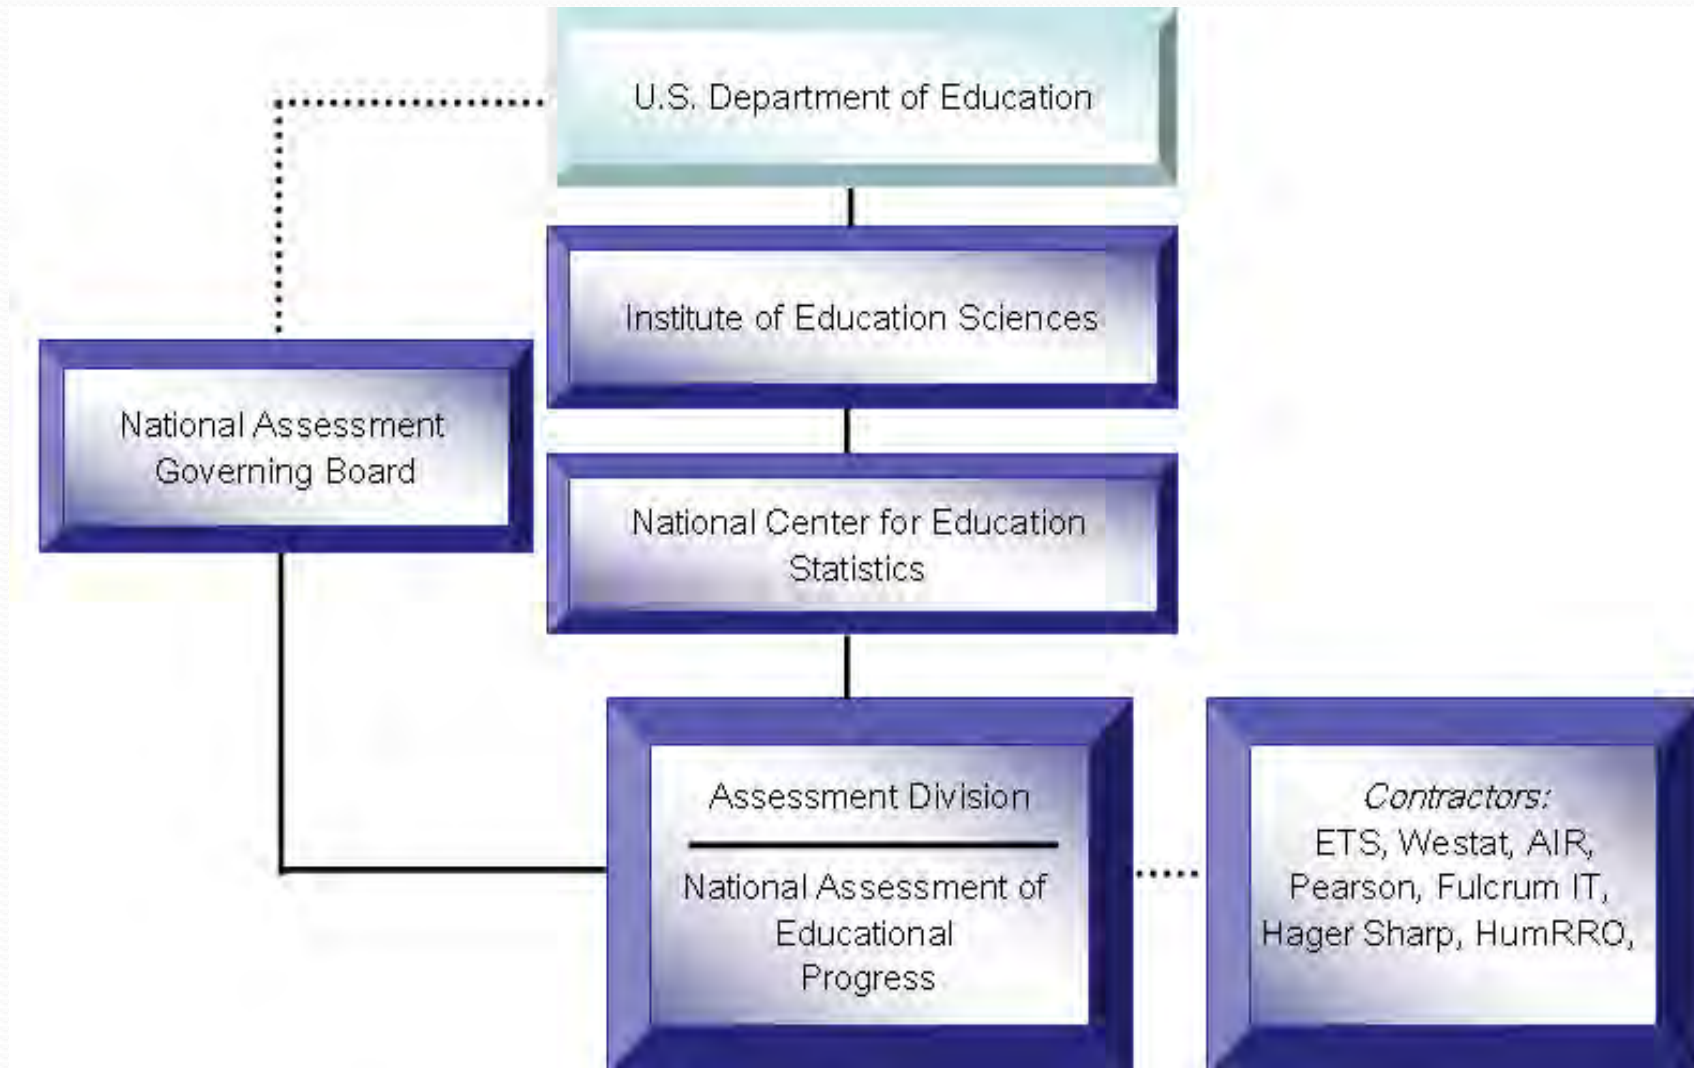 U.S. Department of Education
Institute of Education Sciences
National Assessment
Governing Board
National Center for Education
Statistics
Assessment Division
National Assessment of
Educational
Progress
Contractors:
ETS, Westat, AIR,
Pearson, Fulcrum IT,
Hager Sharp, HumRRO,